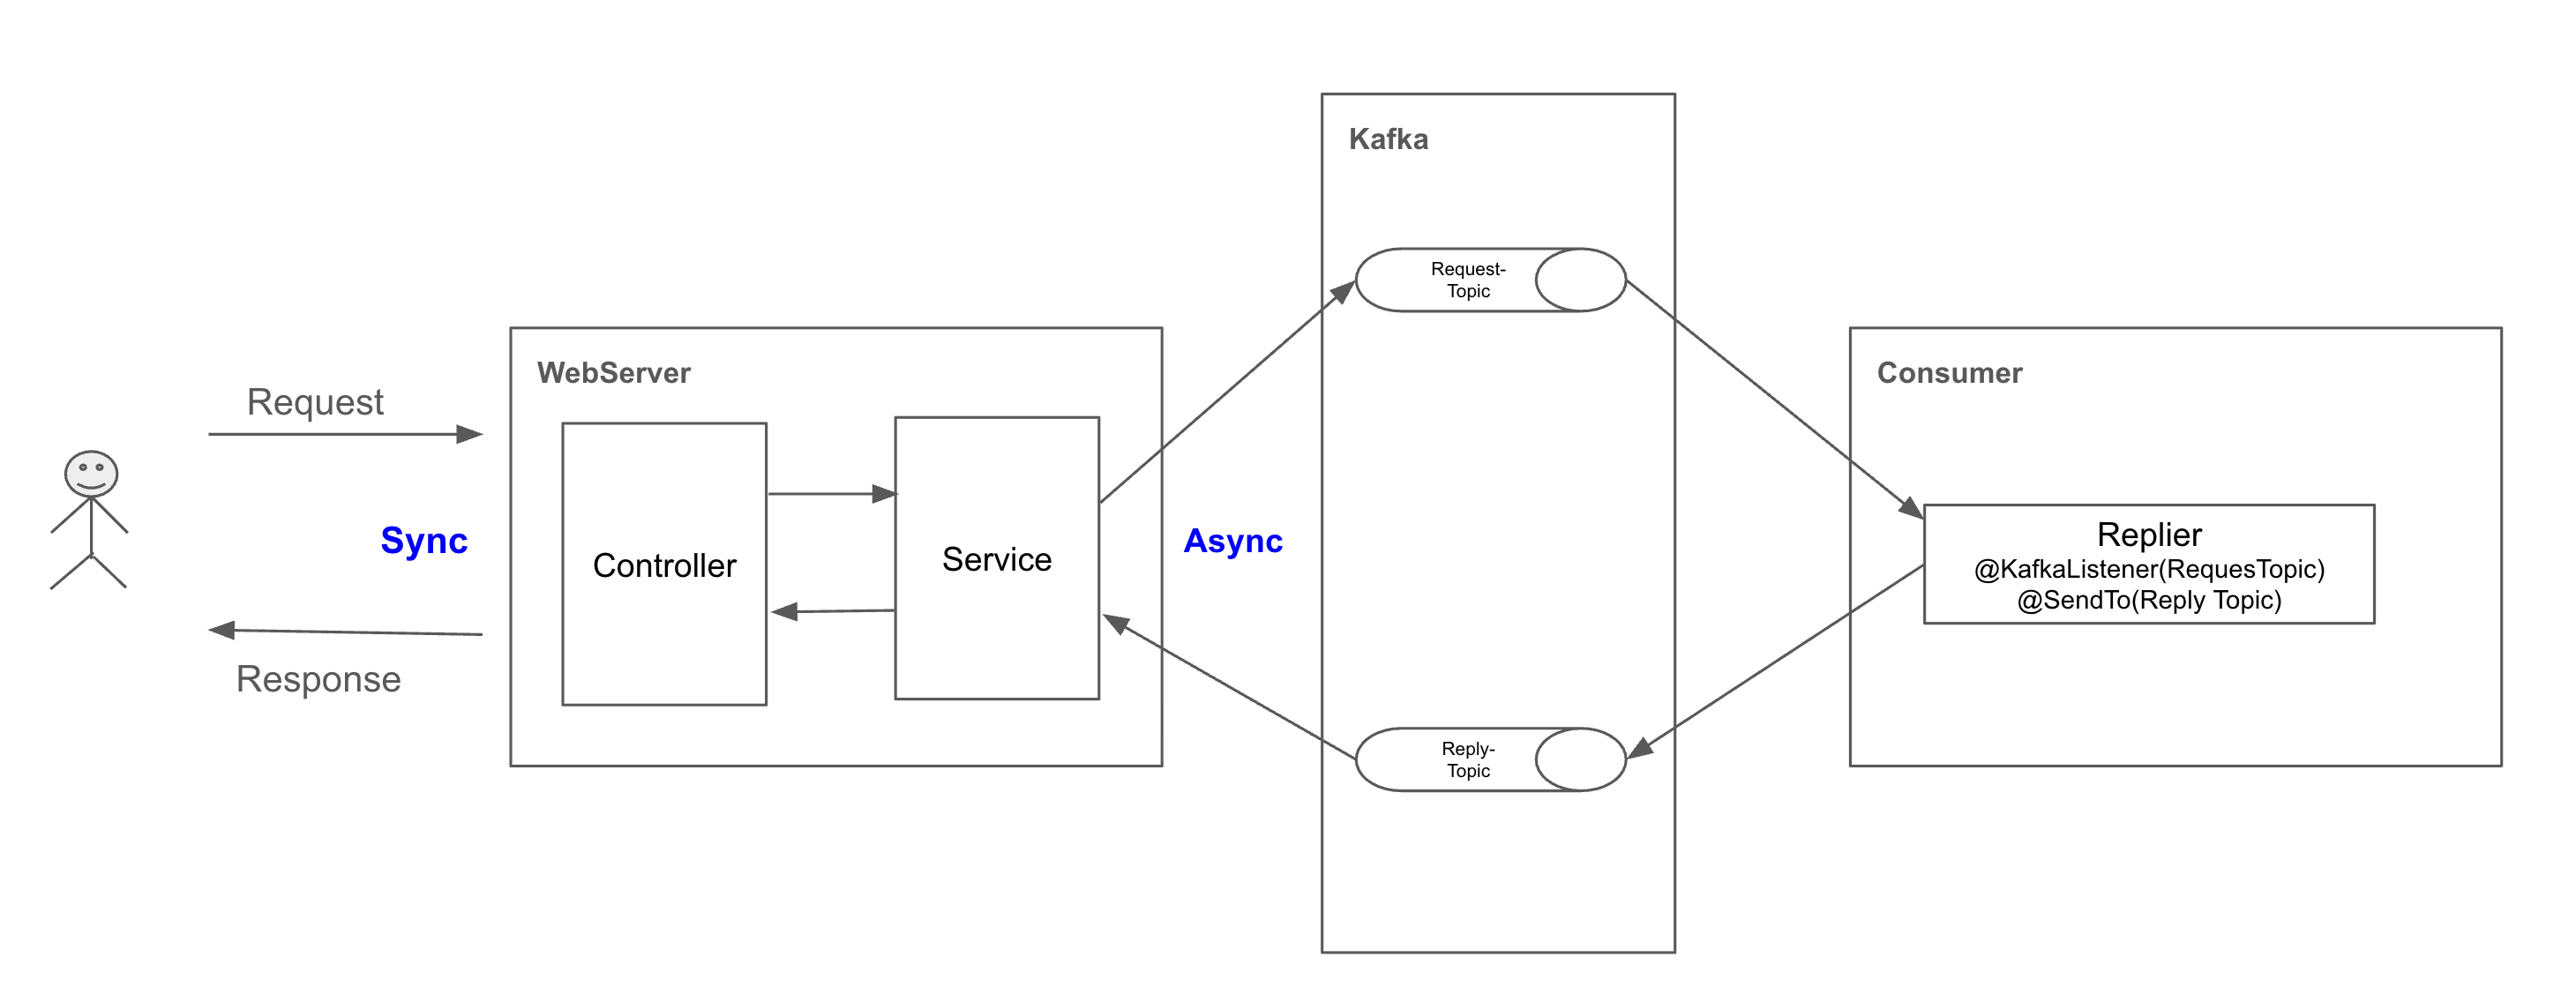 Request
Sync
Response
WebServer
Controller
Service
Async
Kafka
Request-
Topic
Reply-
Topic
Consumer
Replier
@KafkaListener(RequesTopic)
@SendTo(Reply Topic)